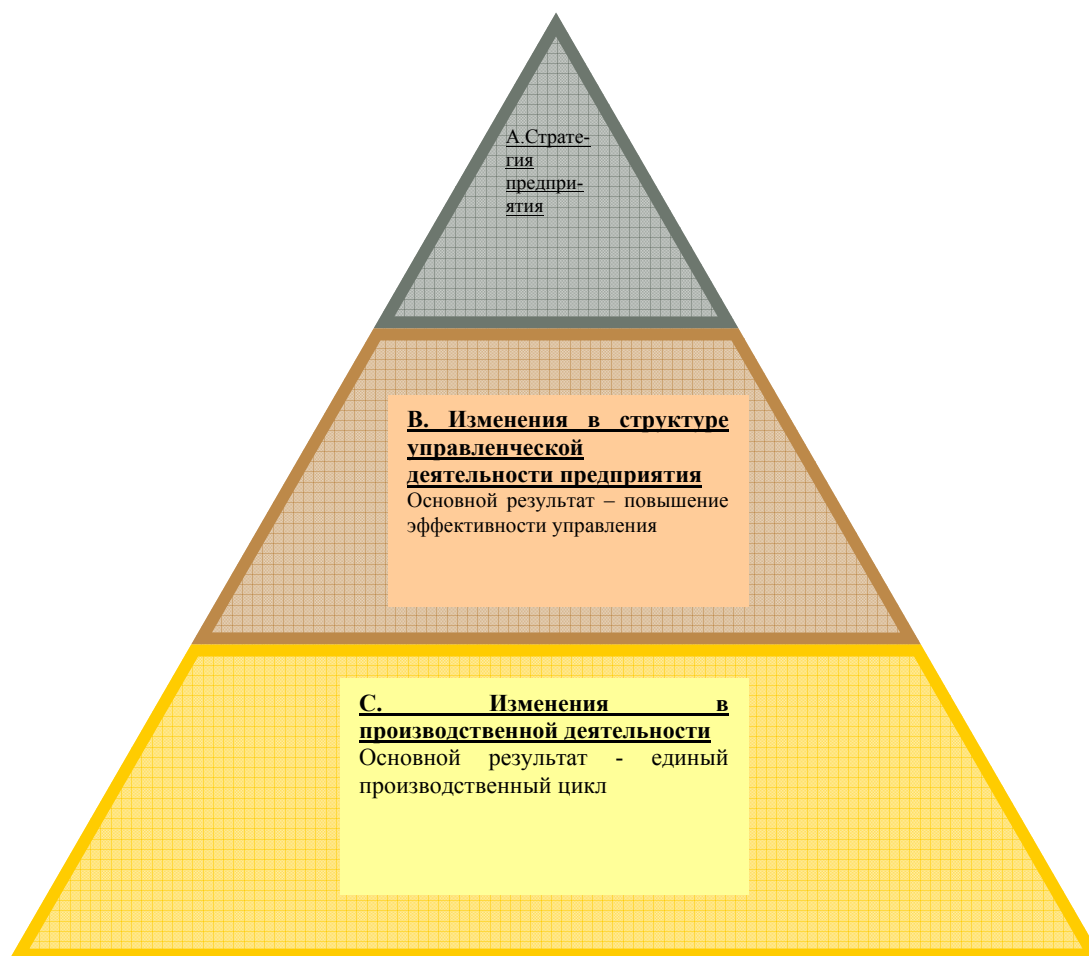 А.Страте-
гия
предпри-
ятия
В. Изменения в структуре
управленческой
деятельности предприятия
Основной результат – повышение
эффективности управления
С. Изменения в
производственной деятельности
Основной результат - единый
производственный цикл